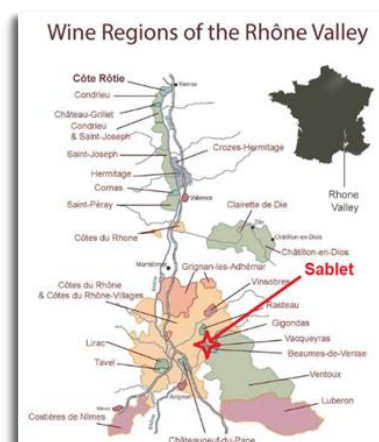 Wine Regions of the Rhône Valley
Côte Rôtie
Vienne
Condrieu
Château-Grillet
Condrieu
& Saint-Joseph
Crozes-Hermitage
Saint-Joseph
Hermitage
Cornas
Valence
Saint-Péray
Rhone
Valley
Clairette de Die
Die
Châtillon-en-Diois
Côtes du Rhone
Châtillon-en-Dios
Montélimar
Grignan-les-Adhémar
Sablet
Côtes du Rhône
& Côtes du Rhône-Villages
Vinsobres
Rasteau
Gigondas
Lirac
Vacqueyras
Tavel
Beaumes-de-Venise
Ventoux
Avignon
Luberon
Nîmes
Costières de Nîmes
Châteauneuf-du-Pape